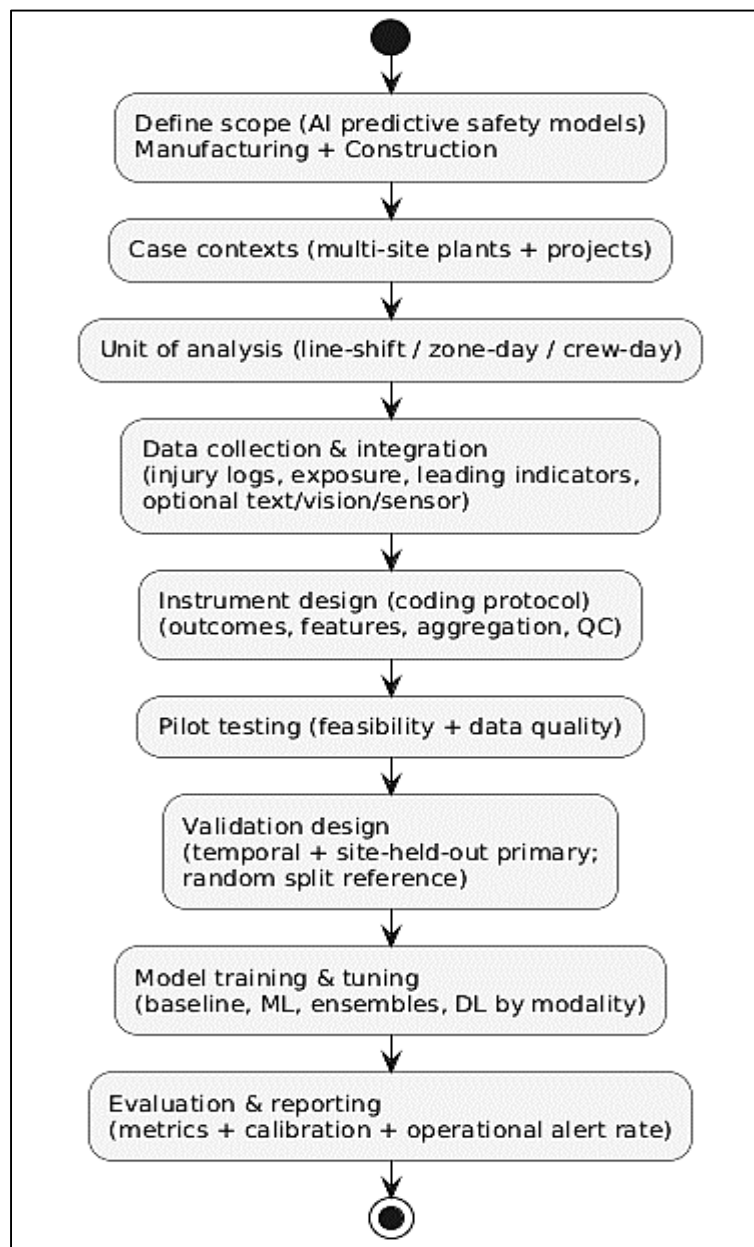 Define scope (AI predictive safety models)
Manufacturing + Construction
Case contexts (multi-site plants + projects)
Unit of analysis (line-shift / zone-day / crew-day)
Data collection & integration
(injury logs, exposure, leading indicators,
optional text/vision/sensor)
Instrument design (coding protocol)
(outcomes, features, aggregation, QC)
Pilot testing (feasibility + data quality)
Validation design
(temporal + site-held-out primary;
random split reference)
Model training & tuning
(baseline, ML, ensembles, DL by modality)
Evaluation & reporting
(metrics + calibration + operational alert rate)